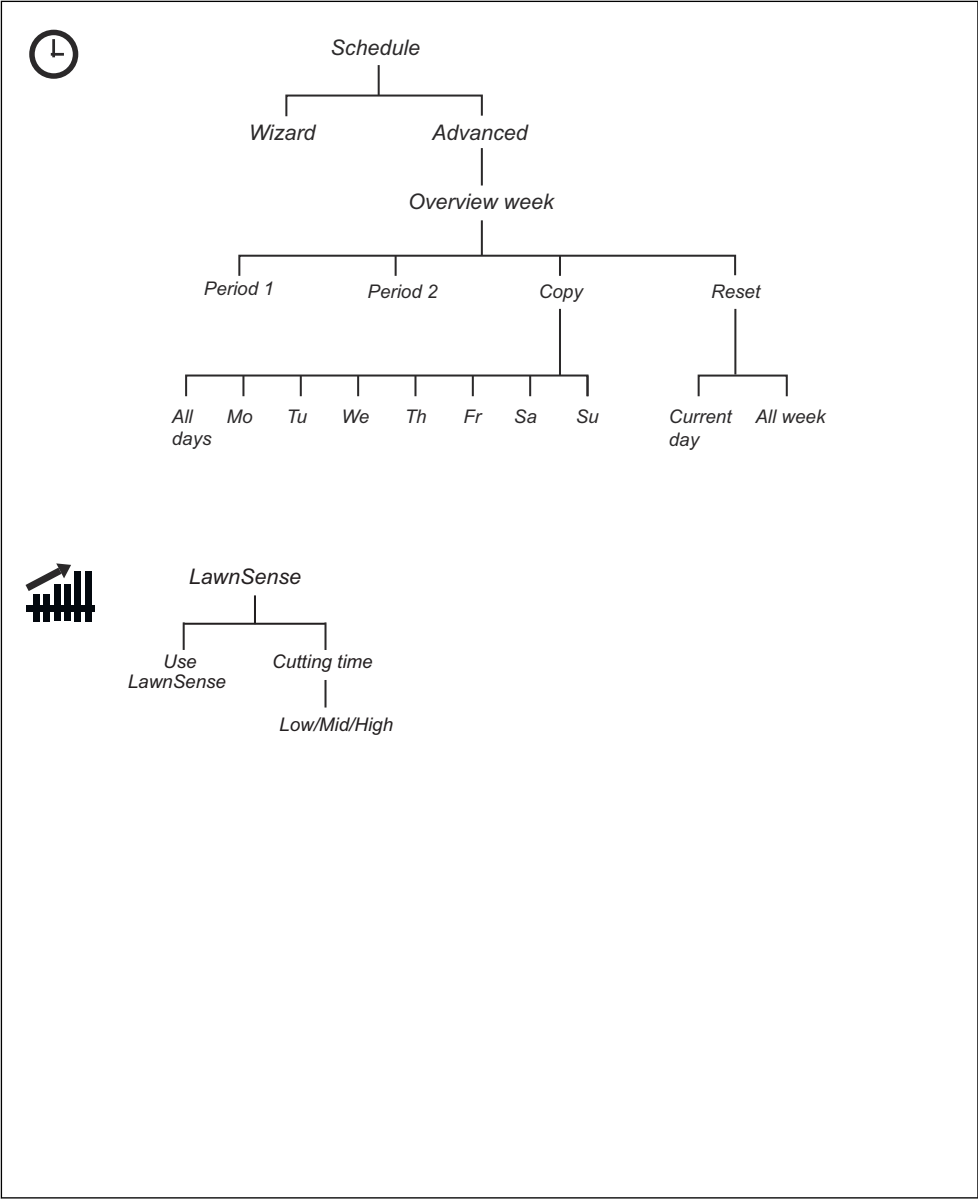 Schedule
Wizard Advanced
Overview week
Period 1 Period 2 Copy Reset
All Mo Tu We Th Fr Sa Su Current All week
days day
LawnSense
Use Cutting time
LawnSense
Low/Mid/High